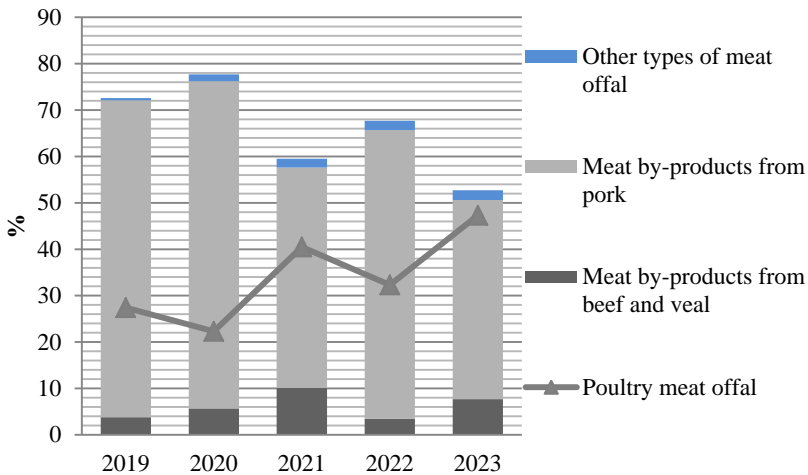 90
80
70
60
50
40
30
20
10
0
%
2019 2020 2021 2022 2023
Other types of meat
offal
Meat by-products from
pork
Meat by-products from
beef and veal
Poultry meat offal